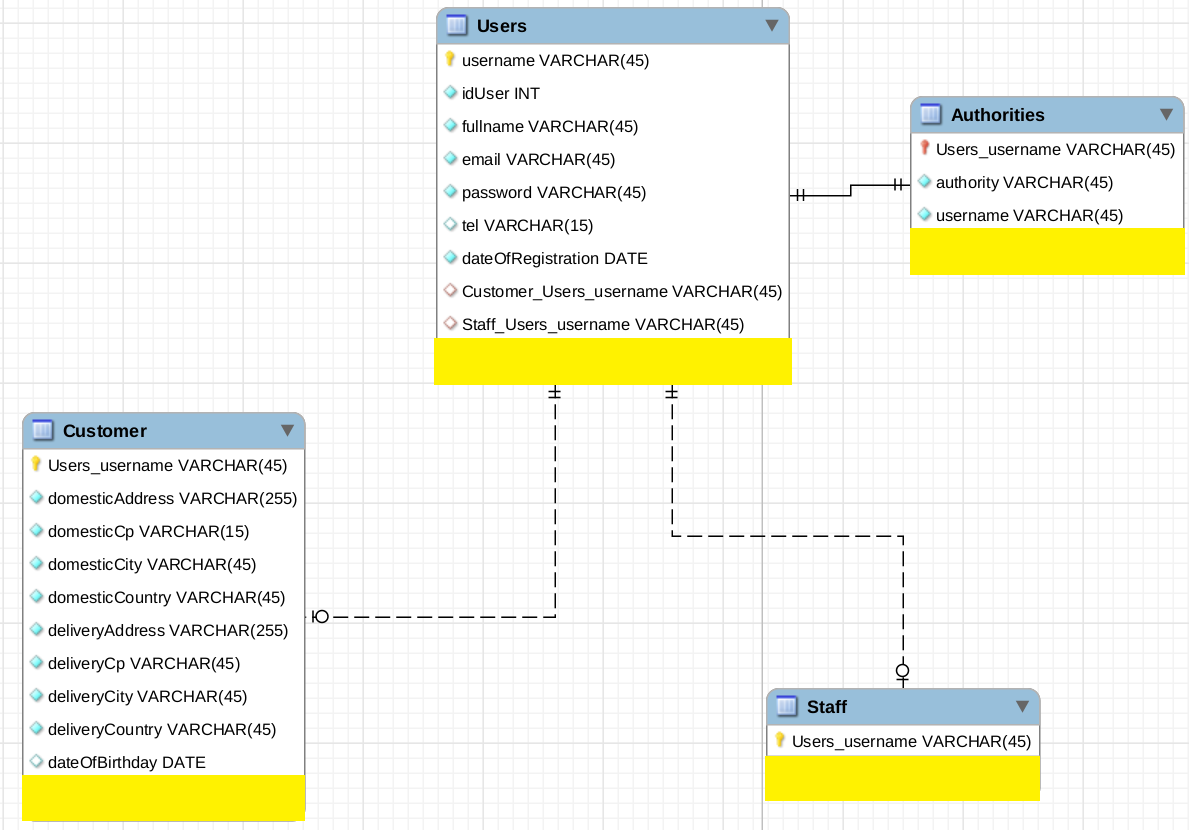 Users
username VARCHAR(45)
idUser INT
fullname VARCHAR(45)
email VARCHAR(45)
password VARCHAR(45)
tel VARCHAR(15)
dateOfRegistration DATE
Customer_Users_username VARCHAR(45)
Staff_Users_username VARCHAR(45)
Authorities
Users_username VARCHAR(45)
authority VARCHAR(45)
username VARCHAR(45)
Customer
Users_username VARCHAR(45)
domesticAddress VARCHAR(255)
domesticCp VARCHAR(15)
domesticCity VARCHAR(45)
domesticCountry VARCHAR(45)
deliveryAddress VARCHAR(255)
deliveryCp VARCHAR(45)
deliveryCity VARCHAR(45)
deliveryCountry VARCHAR(45)
dateOfBirthday DATE
Staff
Users_username VARCHAR(45)